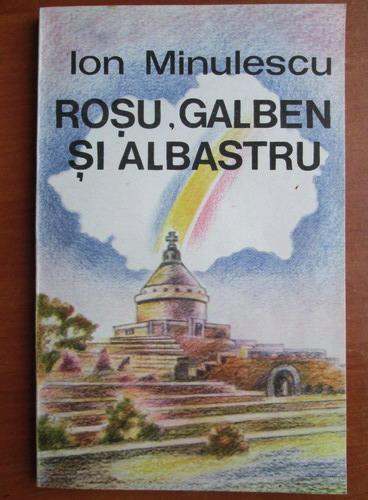 Ion Minulescu
ROȘU, GALBEN
ȘI ALBASTRU